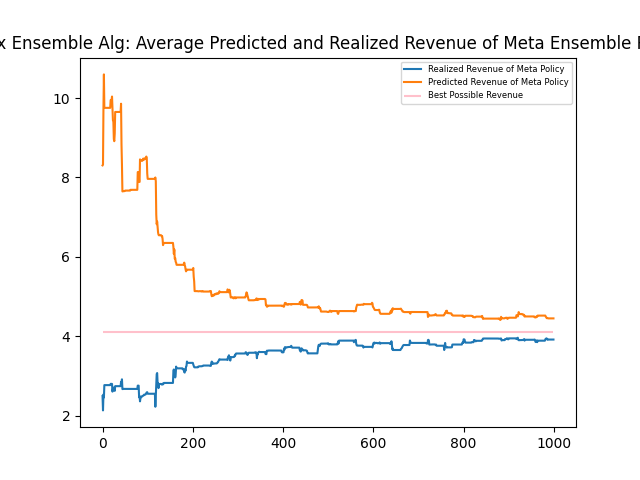 x Ensemble Alg: Average Predicted and Realized Revenue of Meta Ensemble
Realized Revenue of Meta Policy
Predicted Revenue of Meta Policy
Best Possible Revenue
10
8
6
4
2
0 200 400 600 800 1000